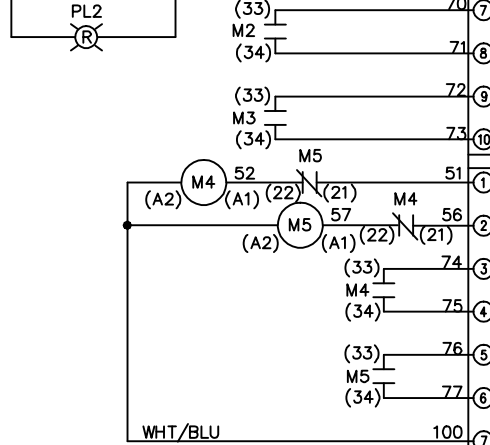 (33) 70 7
PL2
R
M2
(34) 71 8
(33) 72 9
M3
(34) 73 10
M5
M4 52 51 1
(A2) (A1) (22) (21)
M4
M5 57 56 2
(A2) (A1) (22) (21)
(33) 74 3
M4
(34) 75 4
(33) 76 5
M5
(34) 77 6
WHT/BLU 100 7